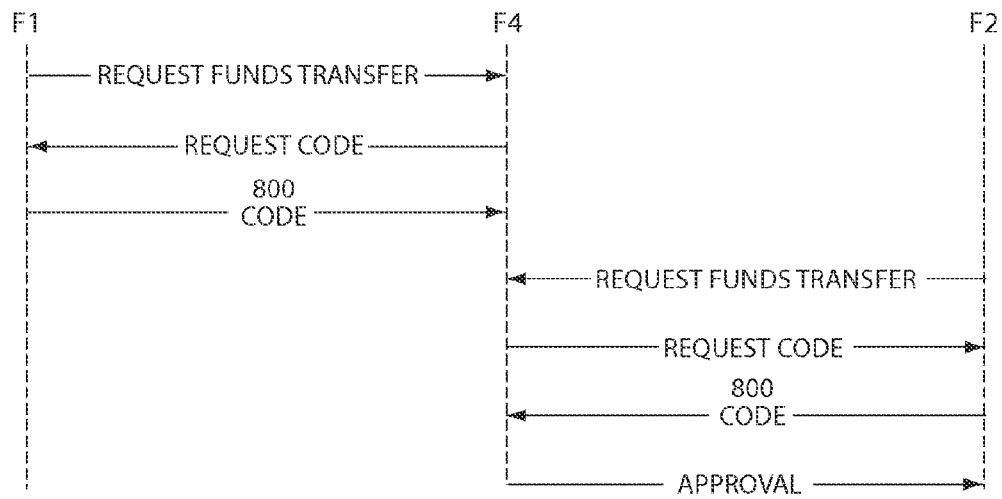 F1 F4 F2
REQUEST FUNDS TRANSFER
REQUEST CODE
800
CODE
REQUEST FUNDS TRANSFER
REQUEST CODE
800
CODE
APPROVAL